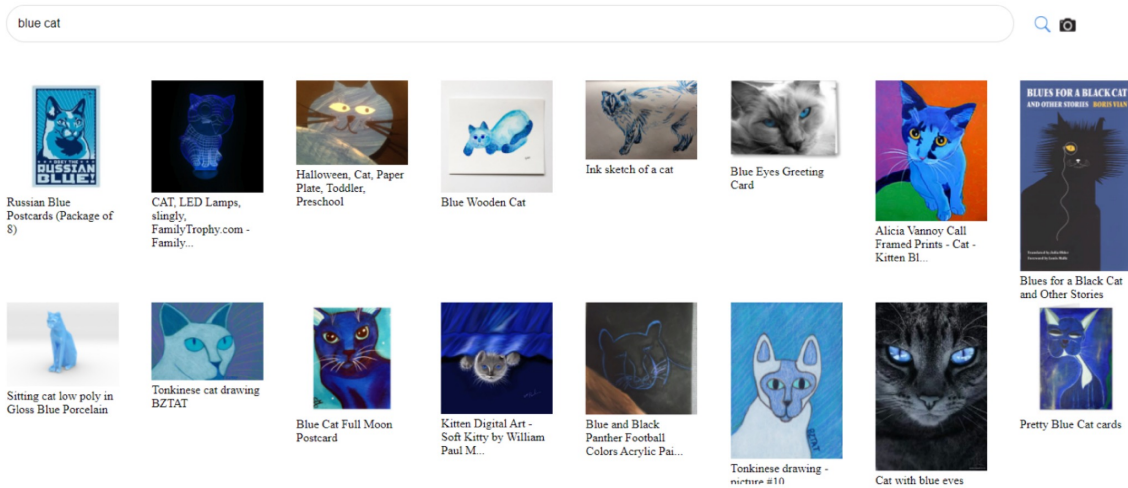 blue cat
RUSSIAN
BLUE!
BLUES FOR A BLACK CAT
AND OTHER STORIES BORIS VIAN
Russian Blue
Postcards (Package of
8)
CAT, LED Lamps,
slingly,
FamilyTrophy.com -
Family...
Halloween, Cat, Paper
Plate, Toddler,
Preschool
Blue Wooden Cat
Ink sketch of a cat
Blue Eyes Greeting
Card
Alicia Vannoy Call
Framed Prints - Cat -
Kitten Bl...
Blues for a Black Cat
and Other Stories
BZTAT
Sitting cat low poly in
Gloss Blue Porcelain
Tonkinese cat drawing
BZTAT
Blue Cat Full Moon
Postcard
Kitten Digital Art -
Soft Kitty by William
Paul M...
Blue and Black
Panther Football
Colors Acrylic Pai...
Tonkinese drawing -
picture #10
Cat with blue eyes
Pretty Blue Cat cards